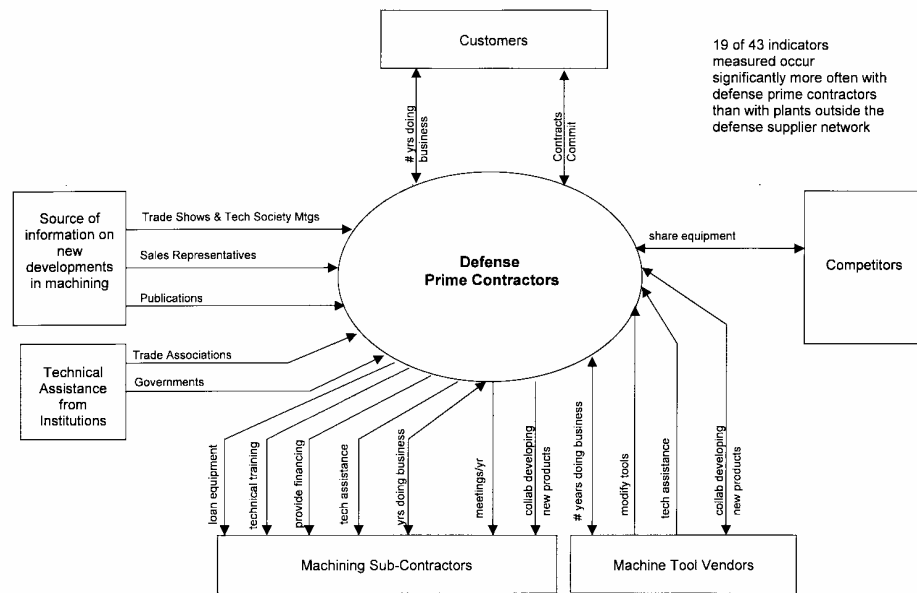 Customers
19 of 43 indicators
measured occur
significantly more often with
defense prime contractors
than with plants outside the
defense supplier network
# yrs doing
business
Contracts
Commit
Source of
information on
new
developments
in machining
Trade Shows & Tech Society Mtgs
Sales Representatives
Publications
Defense
Prime Contractors
share equipment
Competitors
Technical
Assistance
from
Institutions
Trade Associations
Governments
loan equipment
technical training
provide financing
tech assistance
yrs doing business
meetings/yr
collab developing
new products
# years doing business
modify tools
tech assistance
collab developing
new products
Machining Sub-Contractors
Machine Tool Vendors